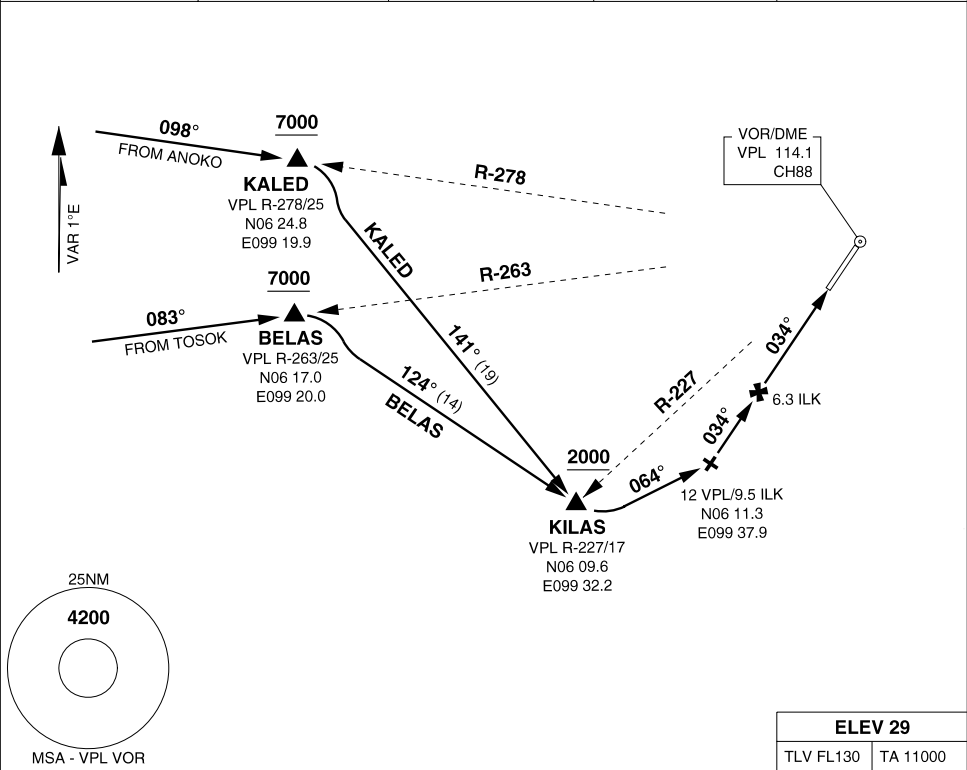 098°
FROM ANOKO
7000
KALED
VPL R-278/25
N06 24.8
E099 19.9
R-278
VOR/DME
VPL 114.1
CH88
VAR 1°E
KALED
141° (19)
R-263
7000
083°
FROM TOSOK
BELAS
VPL R-263/25
N06 17.0
E099 20.0
124° (14)
BELAS
R-227
034°
6.3 ILK
034°
2000
064°
12 VPL/9.5 ILK
N06 11.3
E099 37.9
KILAS
VPL R-227/17
N06 09.6
E099 32.2
25NM
4200
MSA - VPL VOR
ELEV 29
TLV FL130
TA 11000